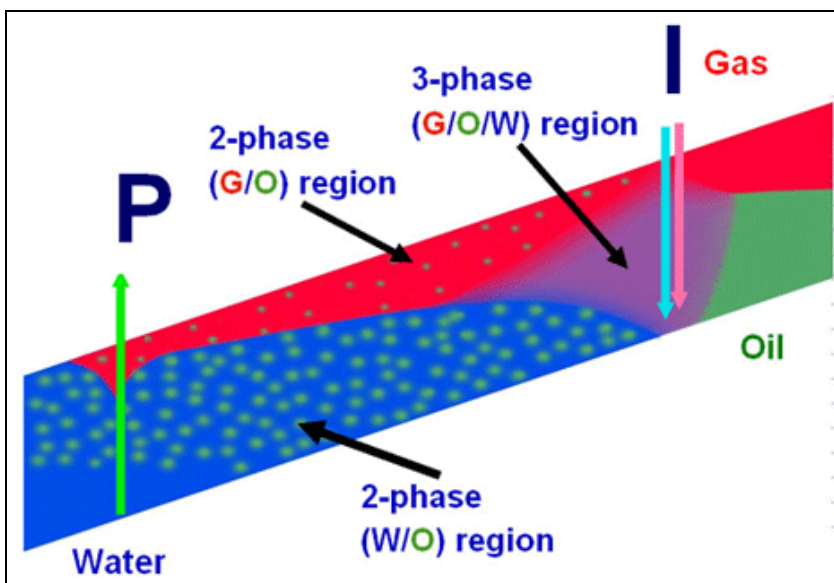 I
Gas
3-phase
(G/O/W) region
2-phase
(G/O) region
P
Oil
2-phase
(W/O) region
Water